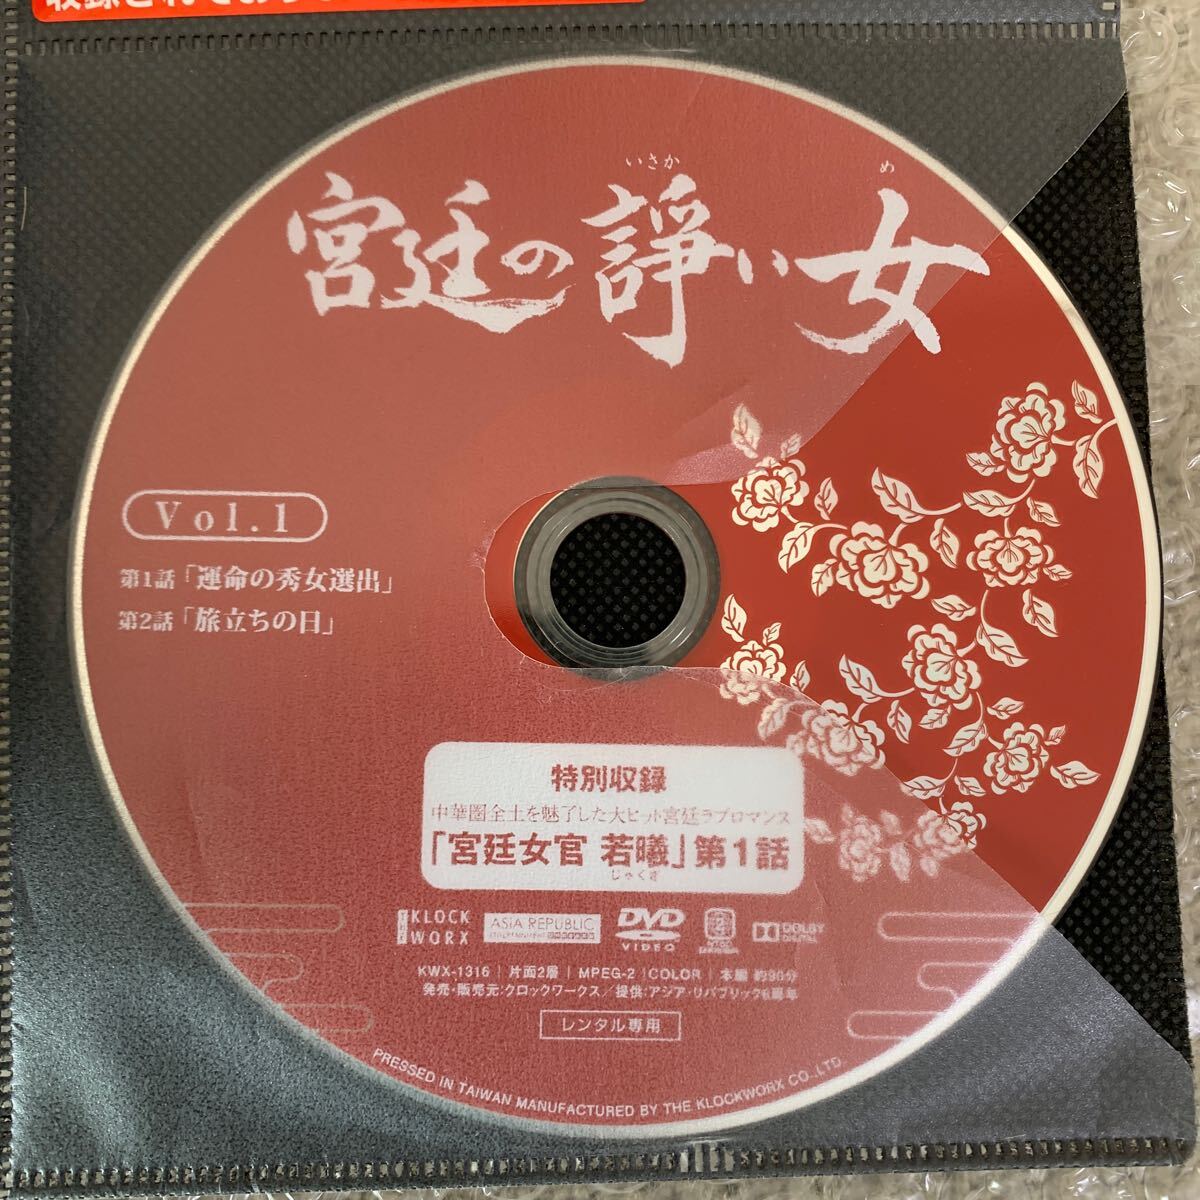 いさか め
宮廷の諍い女
Vol.1
第1話「運命の秀女選出」
第2話「旅立ちの日」
特別収録
中華圏全土を魅了した大ヒット宮廷ラブロマンス
「宮廷女官 若曦」第1話
じゃくぎ
THE KLOCK WORX
ASIA REPUBLIC
DVD VIDEO
DOLBY DIGITAL
KWX-1316 | 片面2層 | MPEG-2 | COLOR | 本編 約90分
発売・販売元:クロックワークス/提供:アジア・リパブリック6周年
レンタル専用
PRESSED IN TAIWAN MANUFACTURED BY THE KLOCKWORX CO.,LTD.